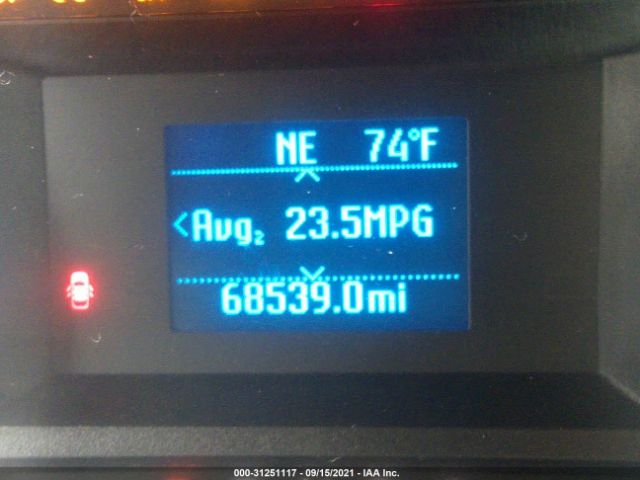 NE 74°F
<Avg₂ 23.5MPG
68539.0mi
000-31251117 - 09/15/2021 - IAA Inc.